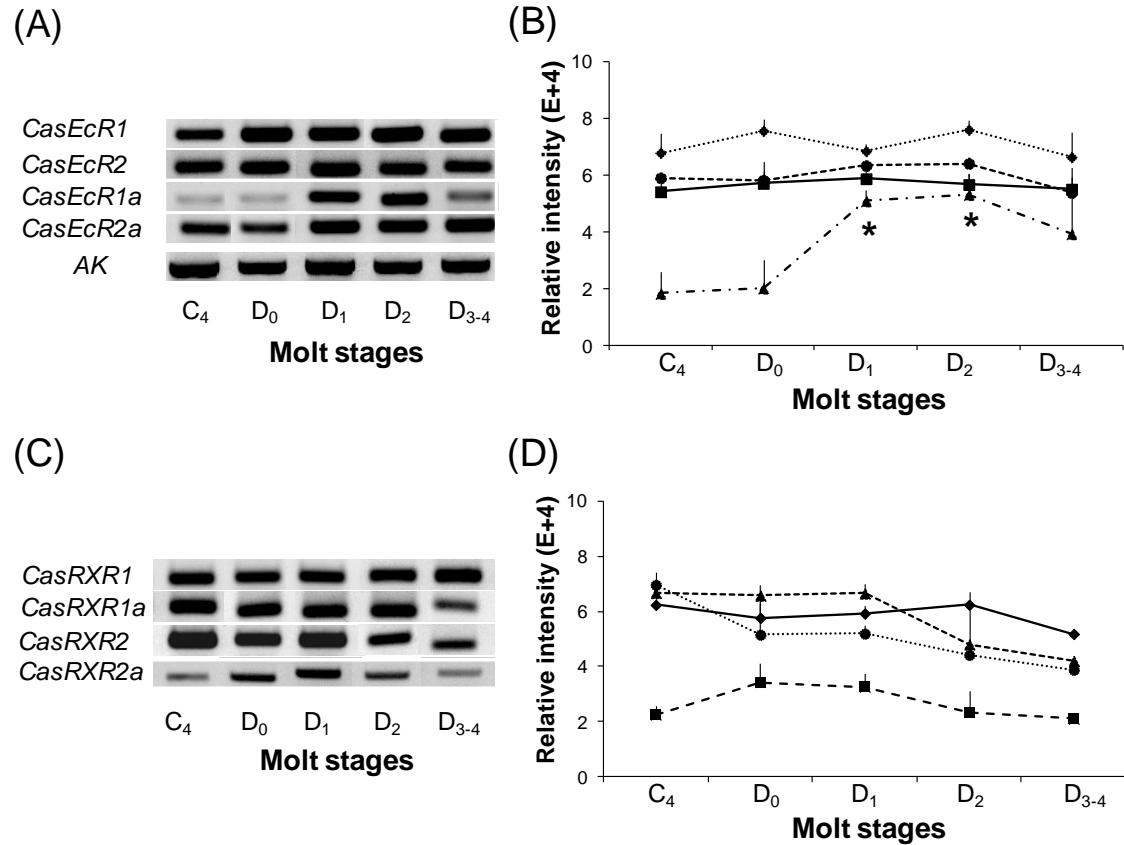 (A)
CasEcR1
CasEcR2
CasEcR1a
CasEcR2a
AK
C4 D0 D1 D2 D3-4
Molt stages
(B)
Relative intensity (E+4)
10
8
6
4
2
0
* *
C4 D0 D1 D2 D3-4
Molt stages
(C)
CasRXR1
CasRXR1a
CasRXR2
CasRXR2a
C4 D0 D1 D2 D3-4
Molt stages
(D)
Relative intensity (E+4)
10
8
6
4
2
0
C4 D0 D1 D2 D3-4
Molt stages